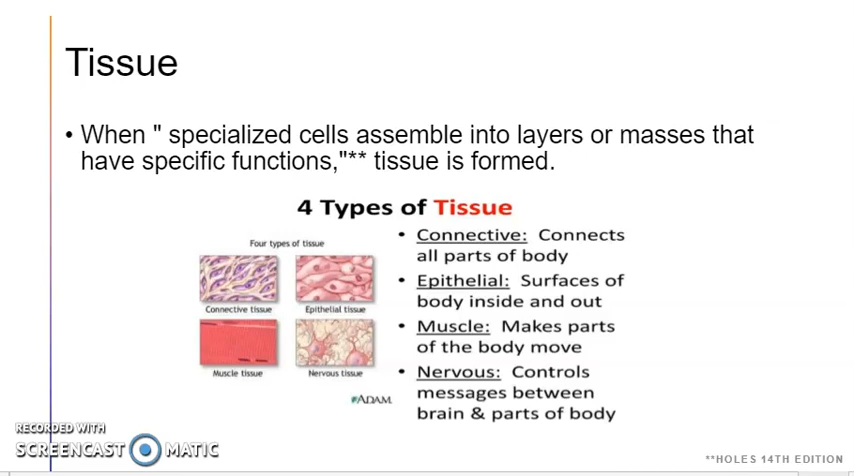 Tissue
• When " specialized cells assemble into layers or masses that
have specific functions,"** tissue is formed.
4 Types of Tissue
Four types of tissue
Connective tissue
Epithelial tissue
Muscle tissue
Nervous tissue
ADAM.
• Connective: Connects
all parts of body
• Epithelial: Surfaces of
body inside and out
• Muscle: Makes parts
of the body move
• Nervous: Controls
messages between
brain & parts of body
RECORDED WITH
SCREENCAST MATIC
**HOLES 14TH EDITION